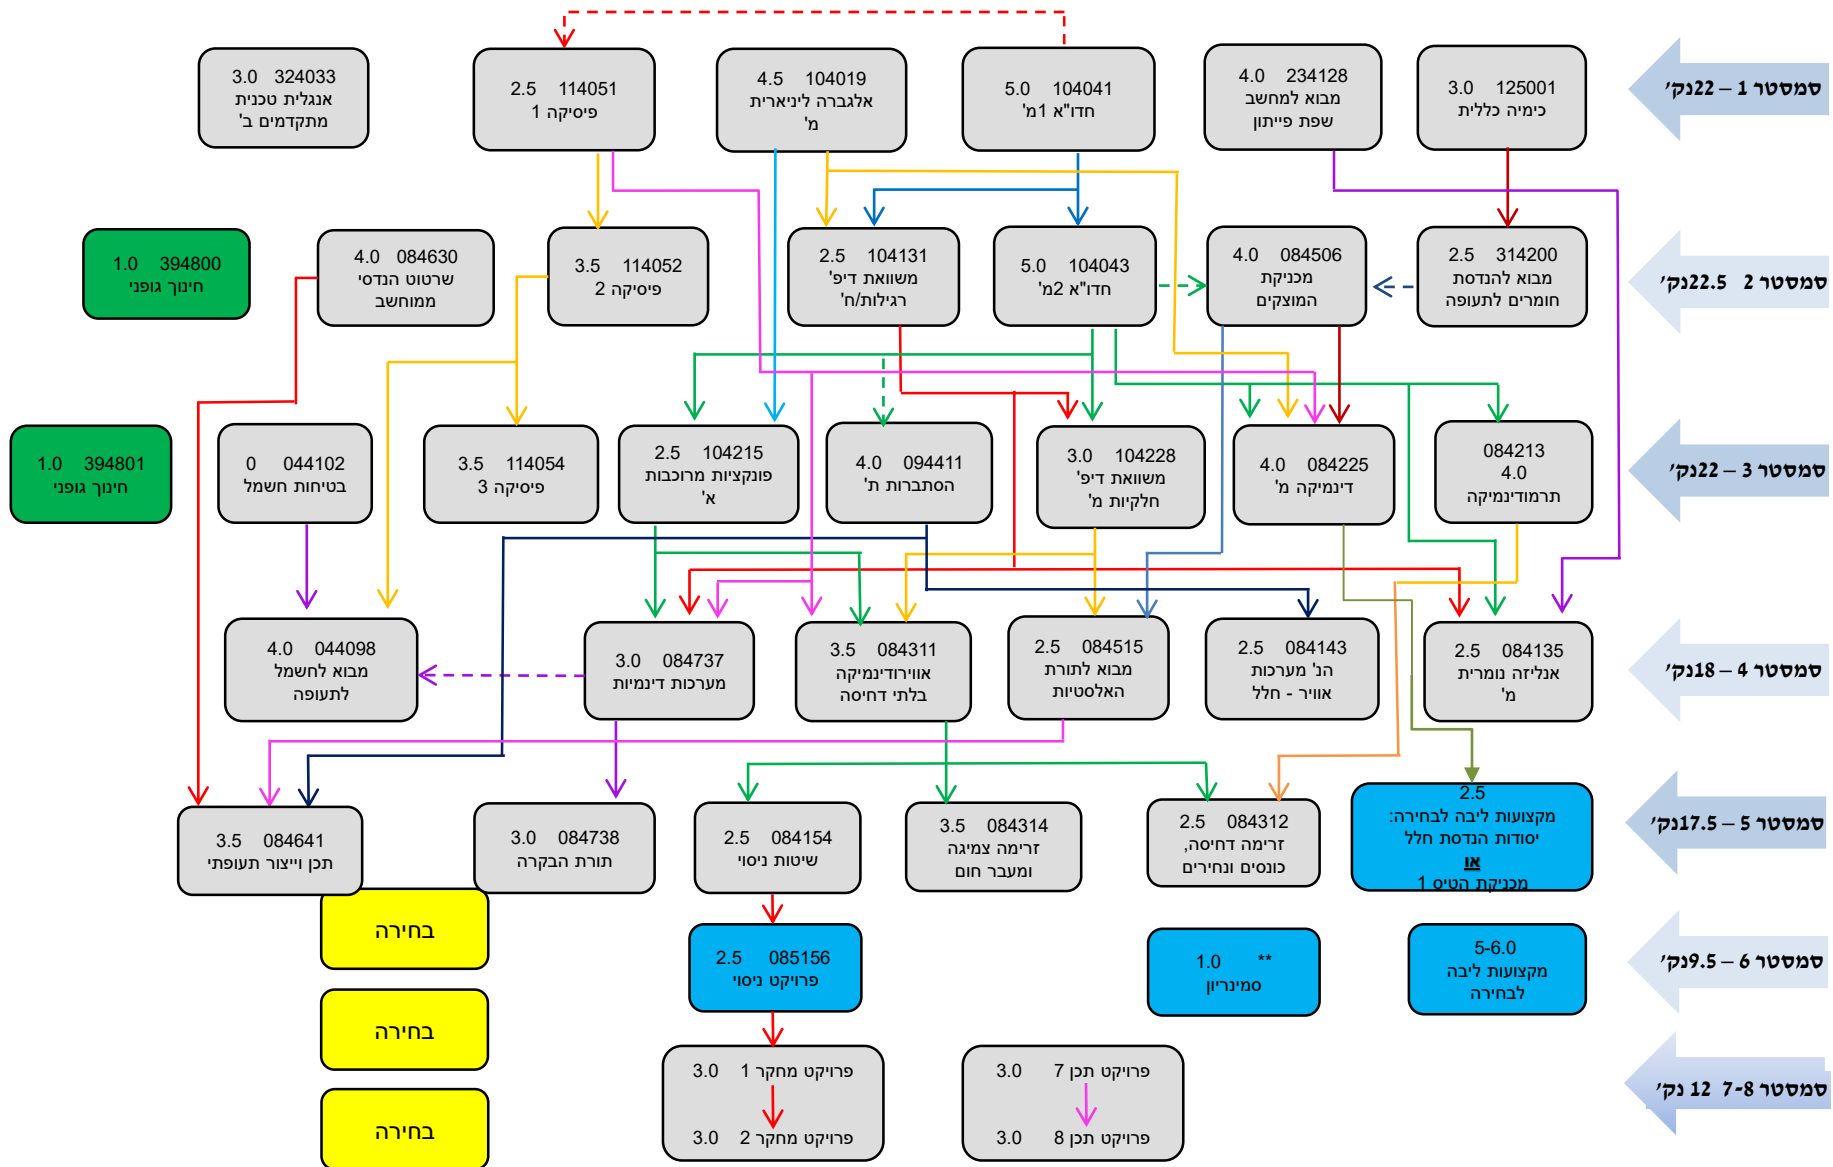 סמסטר 1 – 22נק'
125001 3.0
כימיה כללית
234128 4.0
מבוא למחשב
שפת פייתון
104041 5.0
חדו"א 1מ'
104019 4.5
אלגברה ליניארית
מ'
114051 2.5
פיסיקה 1
324033 3.0
אנגלית טכנית
מתקדמים ב'
סמסטר 2 22.5נק'
314200 2.5
מבוא להנדסת
חומרים לתעופה
084506 4.0
מכניקת
המוצקים
104043 5.0
חדו"א 2מ'
104131 2.5
משוואת דיפ'
רגילות/ח'
114052 3.5
פיסיקה 2
084630 4.0
שרטוט הנדסי
ממוחשב
394800 1.0
חינוך גופני
סמסטר 3 – 22נק'
084213
4.0
תרמודינמיקה
084225 4.0
דינמיקה מ'
104228 3.0
משוואת דיפ'
חלקיות מ'
094411 4.0
הסתברות ת'
104215 2.5
פונקציות מרוכבות
א'
114054 3.5
פיסיקה 3
044102 0
בטיחות חשמל
394801 1.0
חינוך גופני
סמסטר 4 – 18נק'
084135 2.5
אנליזה נומרית
מ'
084143 2.5
הנ' מערכות
אוויר - חלל
084515 2.5
מבוא לתורת
האלסטיות
084311 3.5
אווירודינמיקה
בלתי דחיסה
084737 3.0
מערכות דינמיות
044098 4.0
מבוא לחשמל
לתעופה
סמסטר 5 – 17.5נק'
2.5
מקצועות ליבה לבחירה:
יסודות הנדסת חלל
או
מכניקת הטיס 1
084312 2.5
זרימה דחיסה,
כונסים ונחירים
084314 3.5
זרימה צמיגה
ומעבר חום
084154 2.5
שיטות ניסוי
084738 3.0
תורת הבקרה
084641 3.5
תכן וייצור תעופתי
סמסטר 6 – 9.5נק'
5-6.0
מקצועות ליבה
לבחירה
** 1.0
סמינריון
085156 2.5
פרויקט ניסוי
בחירה
בחירה
סמסטר 7-8 12 נק'
פרויקט תכן 7 3.0
פרויקט תכן 8 3.0
פרויקט מחקר 1 3.0
פרויקט מחקר 2 3.0
בחירה